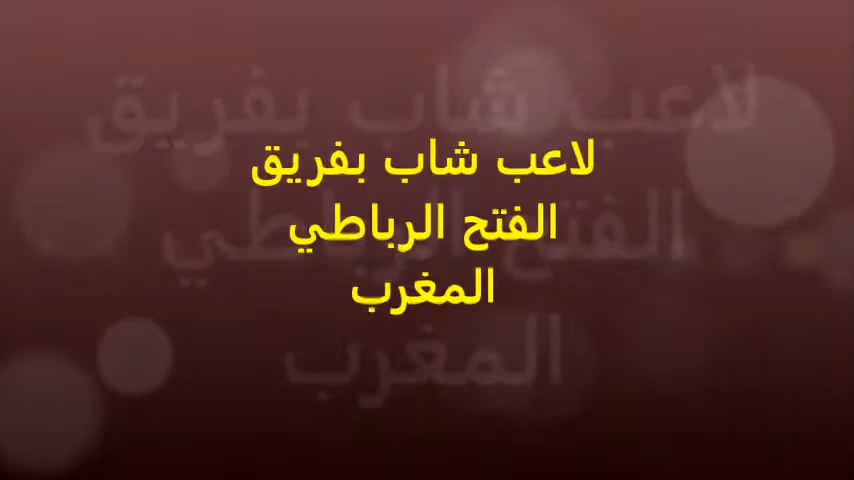 لاعب شاب بفريق
الفتح الرباطي
المغرب